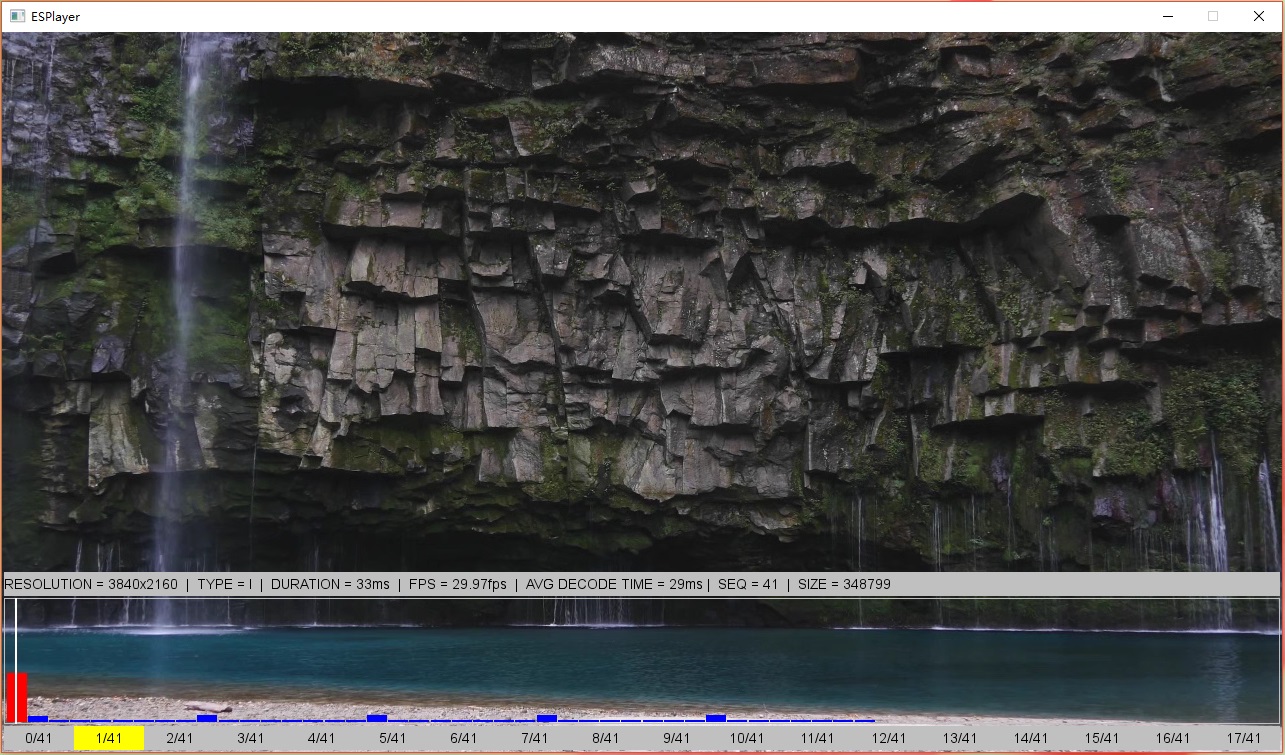 ESPlayer
RESOLUTION = 3840x2160 | TYPE = I | DURATION = 33ms | FPS = 29.97fps | AVG DECODE TIME = 29ms | SEQ = 41 | SIZE = 348799
0/41 1/41 2/41 3/41 4/41 5/41 6/41 7/41 8/41 9/41 10/41 11/41 12/41 13/41 14/41 15/41 16/41 17/41